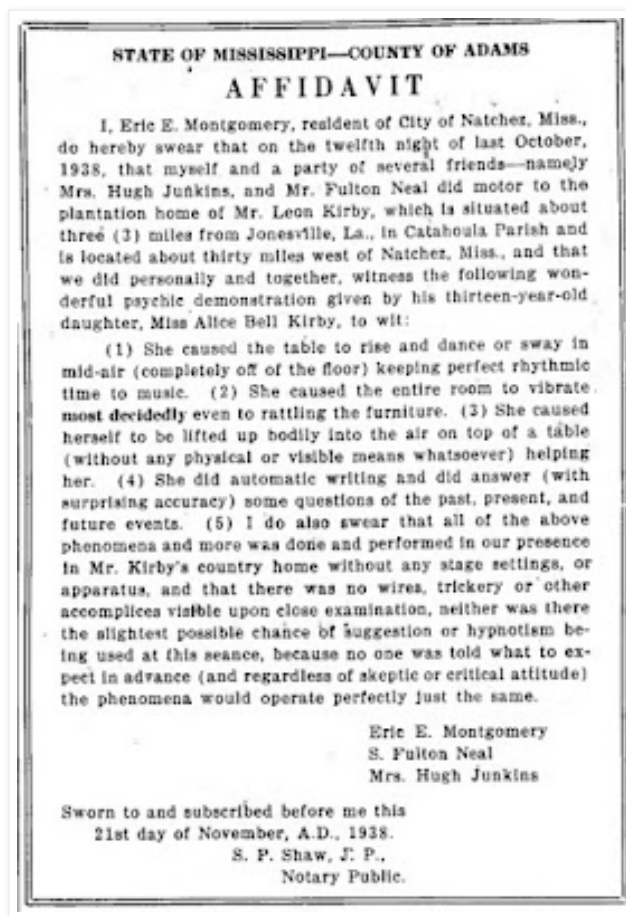 STATE OF MISSISSIPPI—COUNTY OF ADAMS
AFFIDAVIT
I, Eric E. Montgomery, resident of City of Natchez, Miss.,
do hereby swear that on the twelfth night of last October,
1938, that myself and a party of several friends—namely
Mrs. Hugh Junkins, and Mr. Fulton Neal did motor to the
plantation home of Mr. Leon Kirby, which is situated about
three (3) miles from Jonesville, La., in Catahoula Parish and
is located about thirty miles west of Natchez, Miss., and that
we did personally and together, witness the following won-
derful psychic demonstration given by his thirteen-year-old
daughter, Miss Alice Bell Kirby, to wit:
(1) She caused the table to rise and dance or sway in
mid-air (completely off of the floor) keeping perfect rhythmic
time to music. (2) She caused the entire room to vibrate
most decidedly even to rattling the furniture. (3) She caused
herself to be lifted up bodily into the air on top of a table
(without any physical or visible means whatsoever) helping
her. (4) She did automatic writing and did answer (with
surprising accuracy) some questions of the past, present, and
future events. (5) I do also swear that all of the above
phenomena and more was done and performed in our presence
in Mr. Kirby's country home without any stage settings, or
apparatus, and that there was no wires, trickery or other
accomplices visible upon close examination, neither was there
the slightest possible chance of suggestion or hypnotism be-
ing used at this seance, because no one was told what to ex-
pect in advance (and regardless of skeptic or critical attitude)
the phenomena would operate perfectly just the same.
Eric E. Montgomery
S. Fulton Neal
Mrs. Hugh Junkins
Sworn to and subscribed before me this
21st day of November, A.D., 1938.
S. P. Shaw, J. P.,
Notary Public.